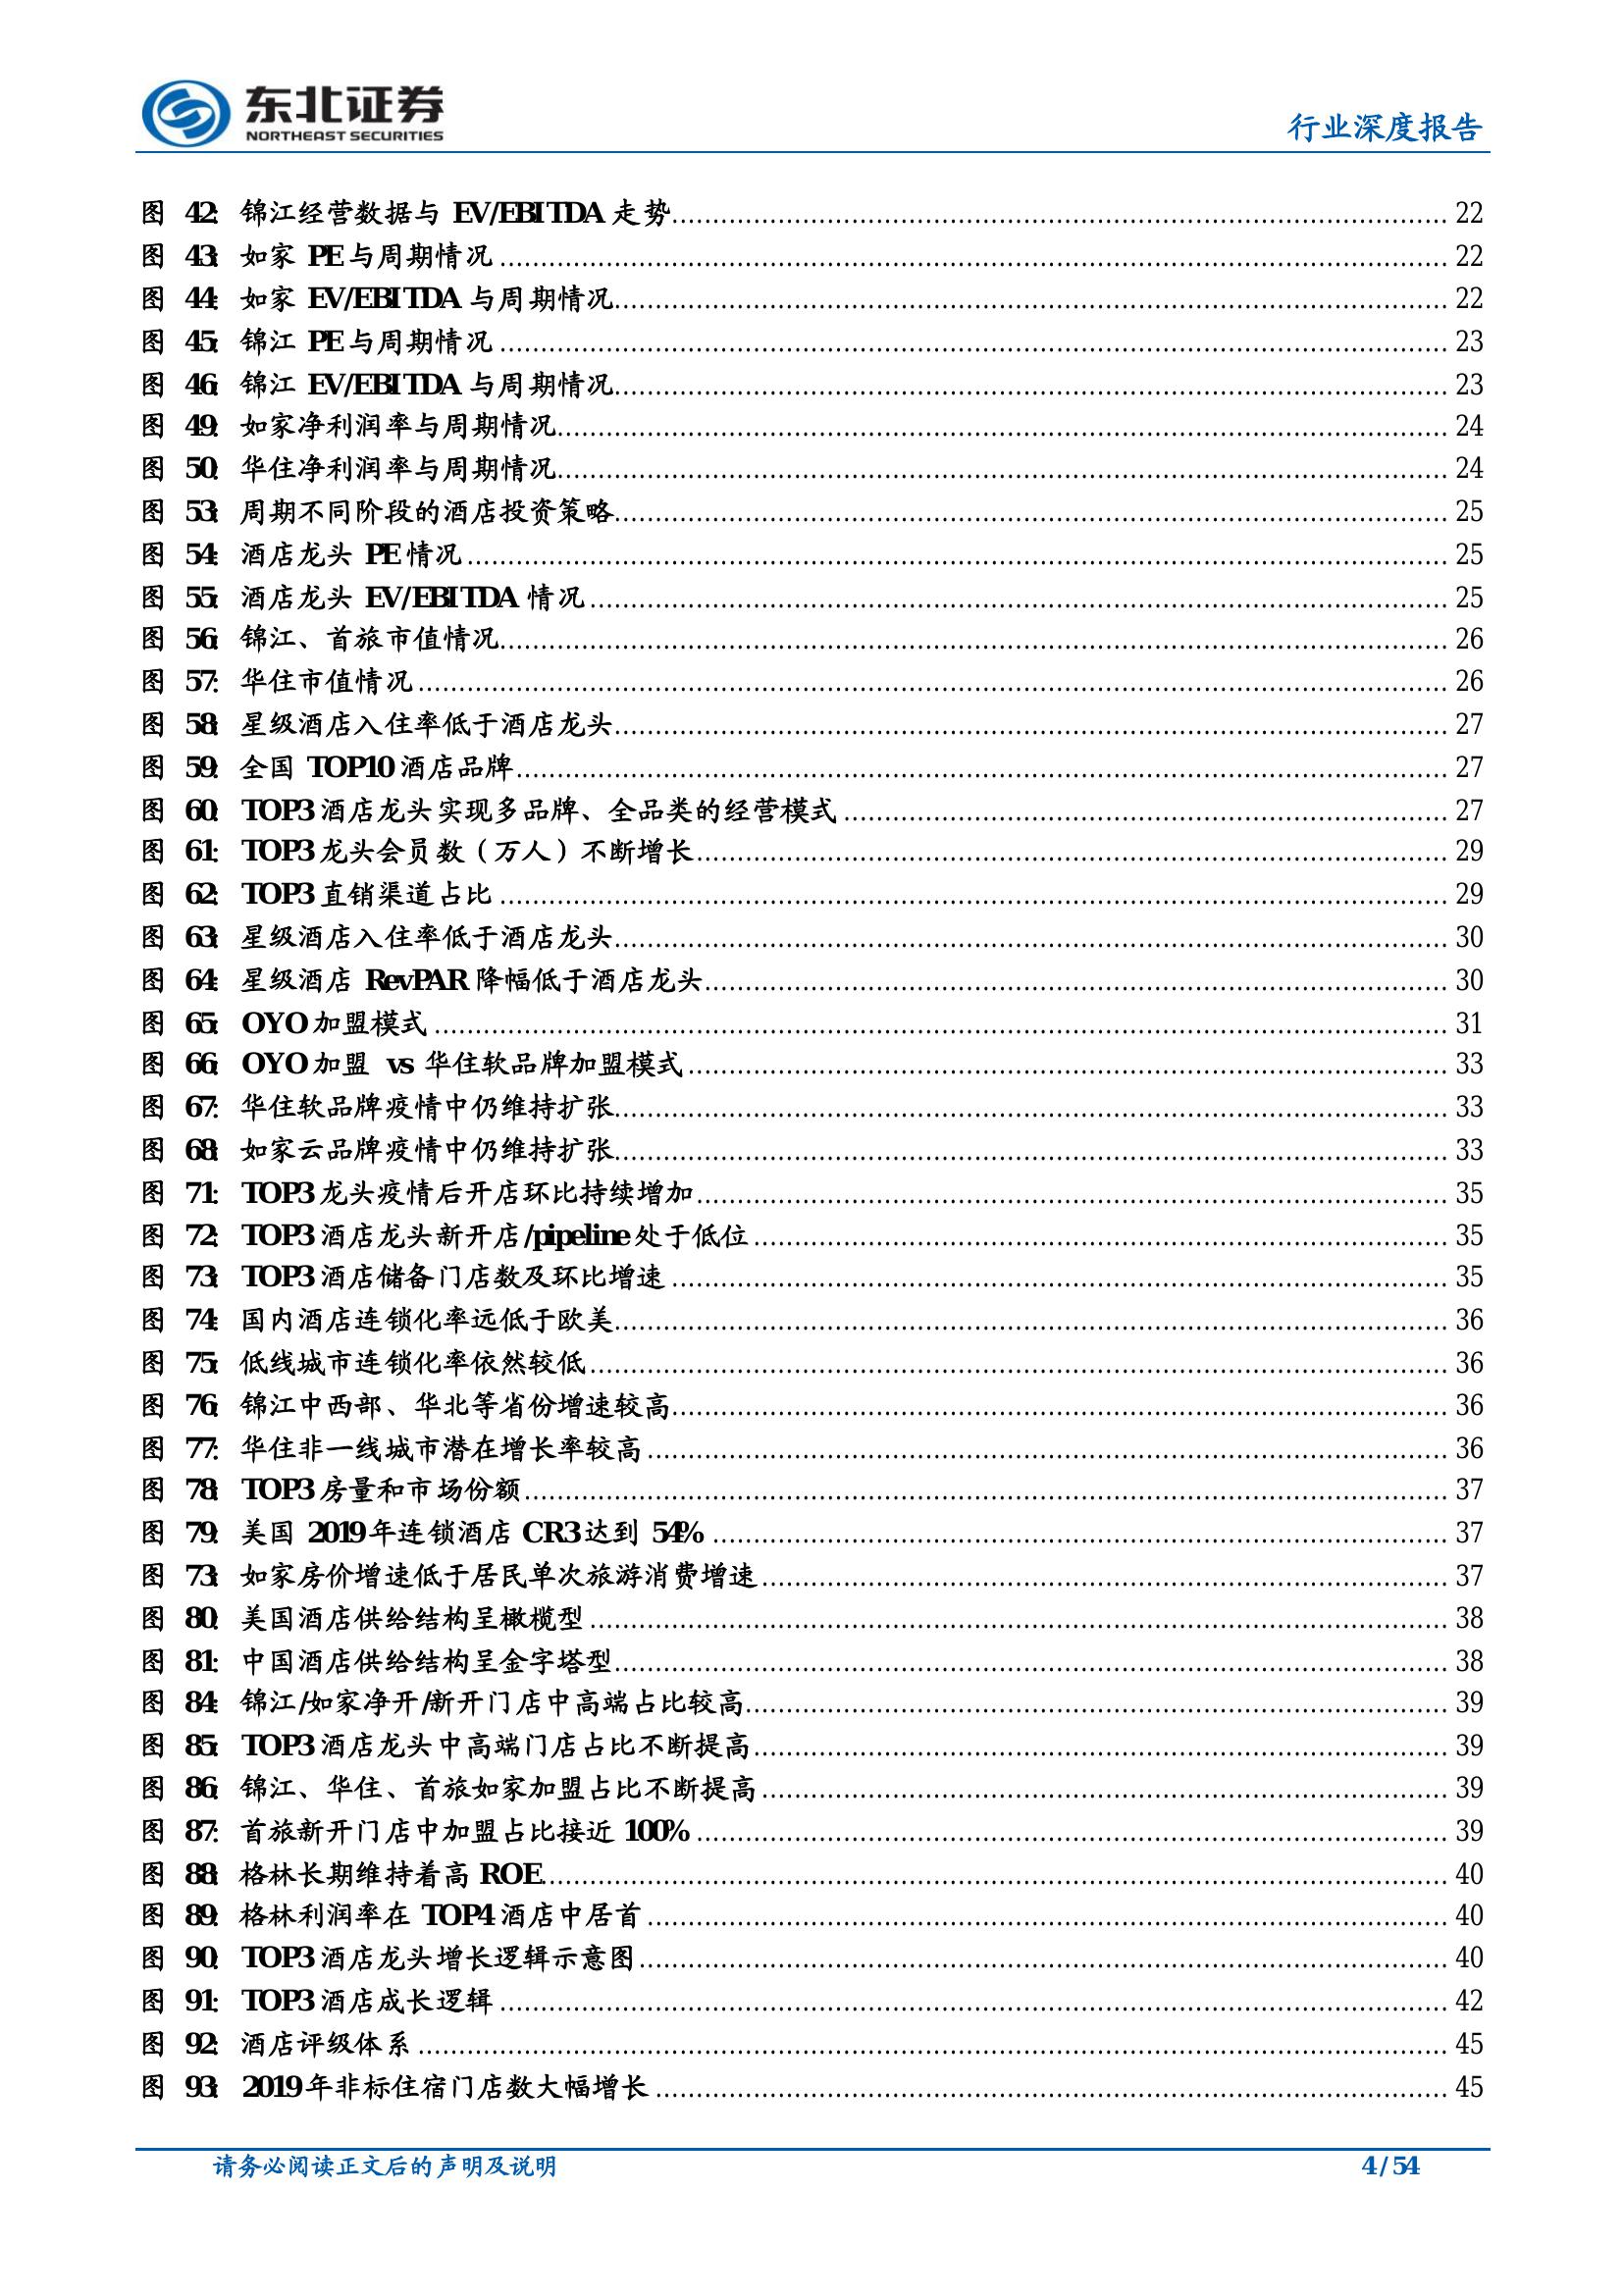 东北证券
NORTHEAST SECURITIES
行业深度报告
图 42：锦江经营数据与 EV/EBITDA 走势 22
图 43：如家 PE 与周期情况 22
图 44：如家 EV/EBITDA 与周期情况 22
图 45：锦江 PE 与周期情况 23
图 46：锦江 EV/EBITDA 与周期情况 23
图 49：如家净利润率与周期情况 24
图 50：华住净利润率与周期情况 24
图 53：周期不同阶段的酒店投资策略 25
图 54：酒店龙头 PE 情况 25
图 55：酒店龙头 EV/EBITDA 情况 25
图 56：锦江、首旅市值情况 26
图 57：华住市值情况 26
图 58：星级酒店入住率低于酒店龙头 27
图 59：全国 TOP10 酒店品牌 27
图 60：TOP3 酒店龙头实现多品牌、全品类的经营模式 27
图 61：TOP3 龙头会员数（万人）不断增长 29
图 62：TOP3 直销渠道占比 29
图 63：星级酒店入住率低于酒店龙头 30
图 64：星级酒店 RevPAR 降幅低于酒店龙头 30
图 65：OYO 加盟模式 31
图 66：OYO 加盟 vs 华住软品牌加盟模式 33
图 67：华住软品牌疫情中仍维持扩张 33
图 68：如家云品牌疫情中仍维持扩张 33
图 71：TOP3 龙头疫情后开店环比持续增加 35
图 72：TOP3 酒店龙头新开店/pipeline 处于低位 35
图 73：TOP3 酒店储备门店数及环比增速 35
图 74：国内酒店连锁化率远低于欧美 36
图 75：低线城市连锁化率依然较低 36
图 76：锦江中西部、华北等省份增速较高 36
图 77：华住非一线城市潜在增长率较高 36
图 78：TOP3 房量和市场份额 37
图 79：美国 2019 年连锁酒店 CR3 达到 54% 37
图 73：如家房价增速低于居民单次旅游消费增速 37
图 80：美国酒店供给结构呈橄榄型 38
图 81：中国酒店供给结构呈金字塔型 38
图 84：锦江/如家净开/新开门店中高端占比较高 39
图 85：TOP3 酒店龙头中高端门店占比不断提高 39
图 86：锦江、华住、首旅如家加盟占比不断提高 39
图 87：首旅新开门店中加盟占比接近 100% 39
图 88：格林长期维持着高 ROE 40
图 89：格林利润率在 TOP4 酒店中居首 40
图 90：TOP3 酒店龙头增长逻辑示意图 40
图 91：TOP3 酒店成长逻辑 42
图 92：酒店评级体系 45
图 93：2019 年非标住宿门店数大幅增长 45
请务必阅读正文后的声明及说明 4 / 54